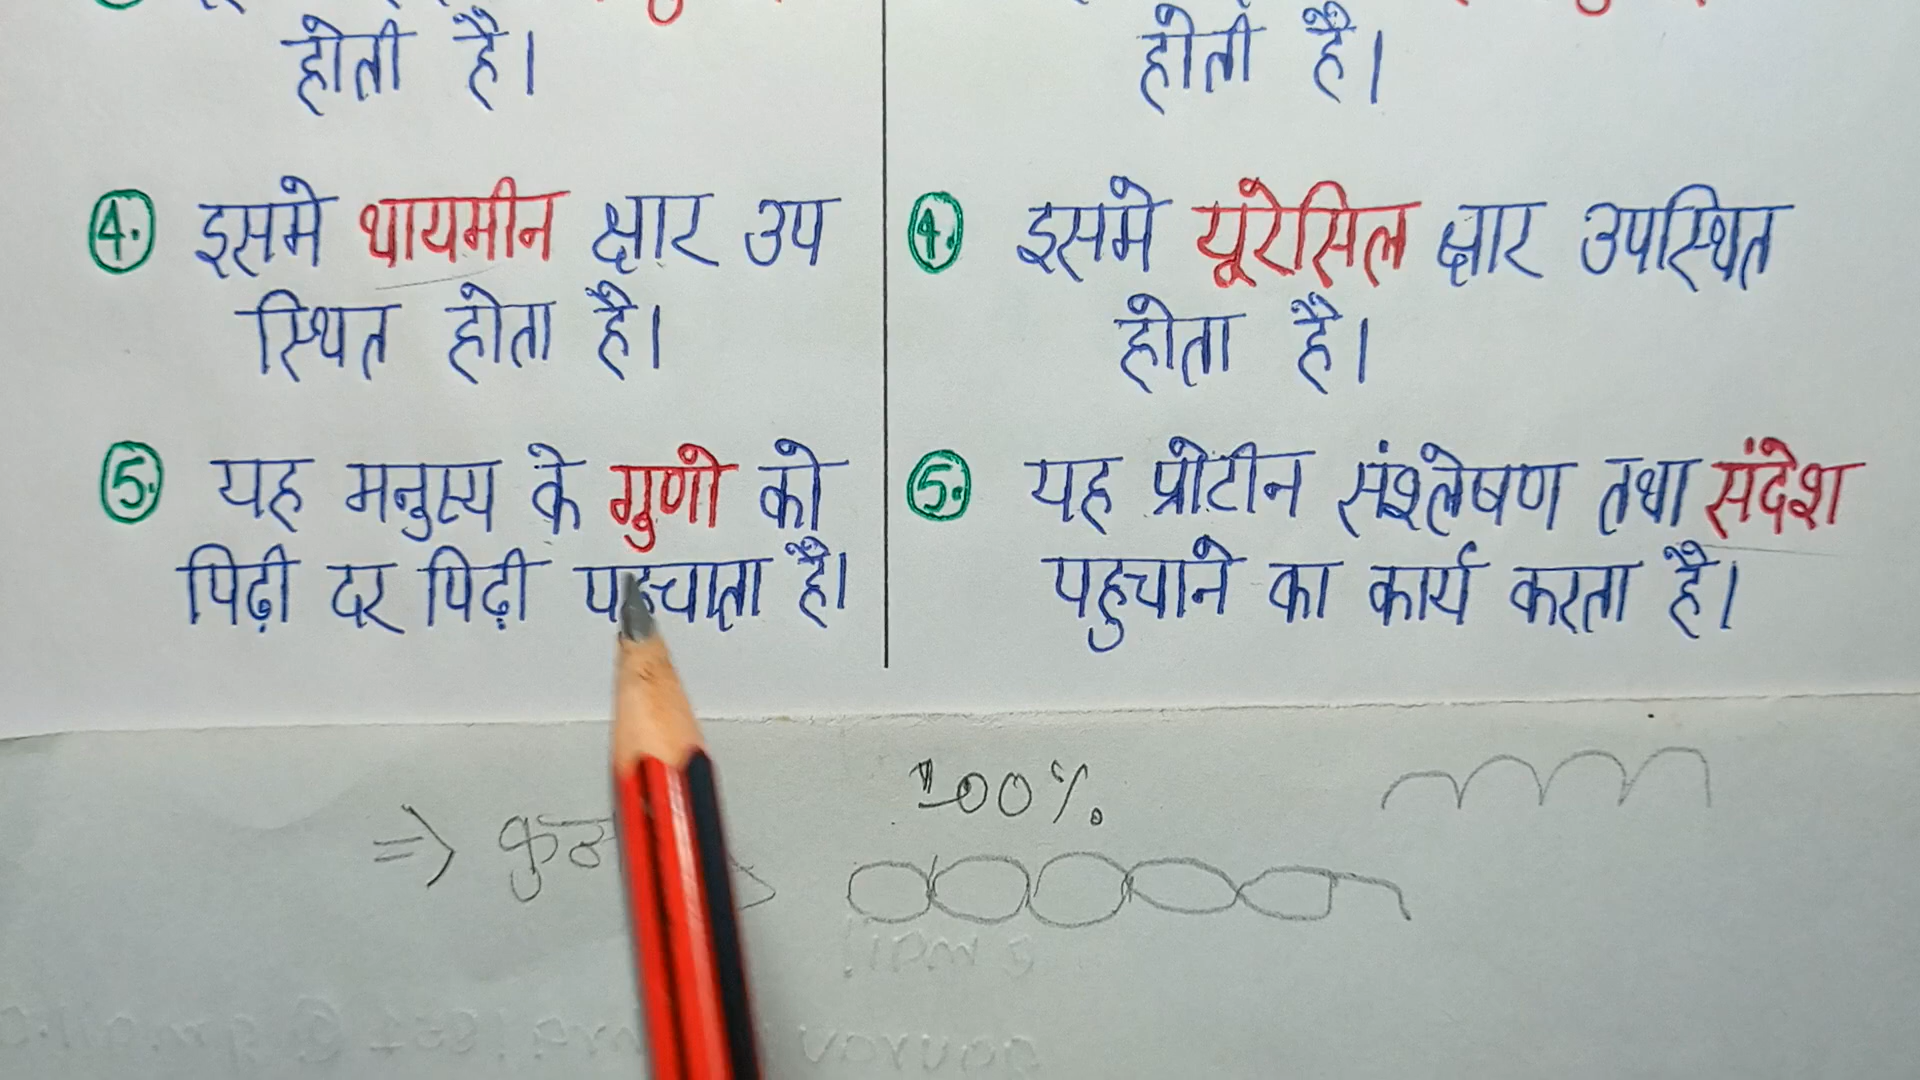 होती है।
④ इसमे थायमीन क्षार उप
स्थित होता है।
⑤ यह मनुष्य के गुणो को
पिढ़ी दर पिढ़ी पहुचाता है।
होती है।
④ इसमे यूरेसिल क्षार उपस्थित
होता है।
⑤ यह प्रोटीन संश्लेषण तथा संदेश
पहुचाने का कार्य करता है।
100%